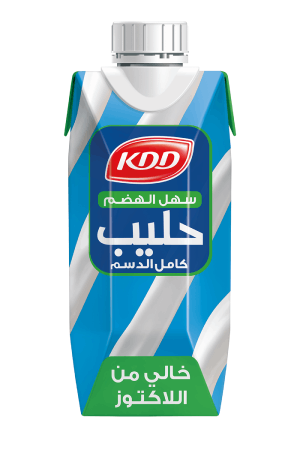 KDD
سهل الهضم
حليب
كامل الدسم
خالي من
اللاكتوز